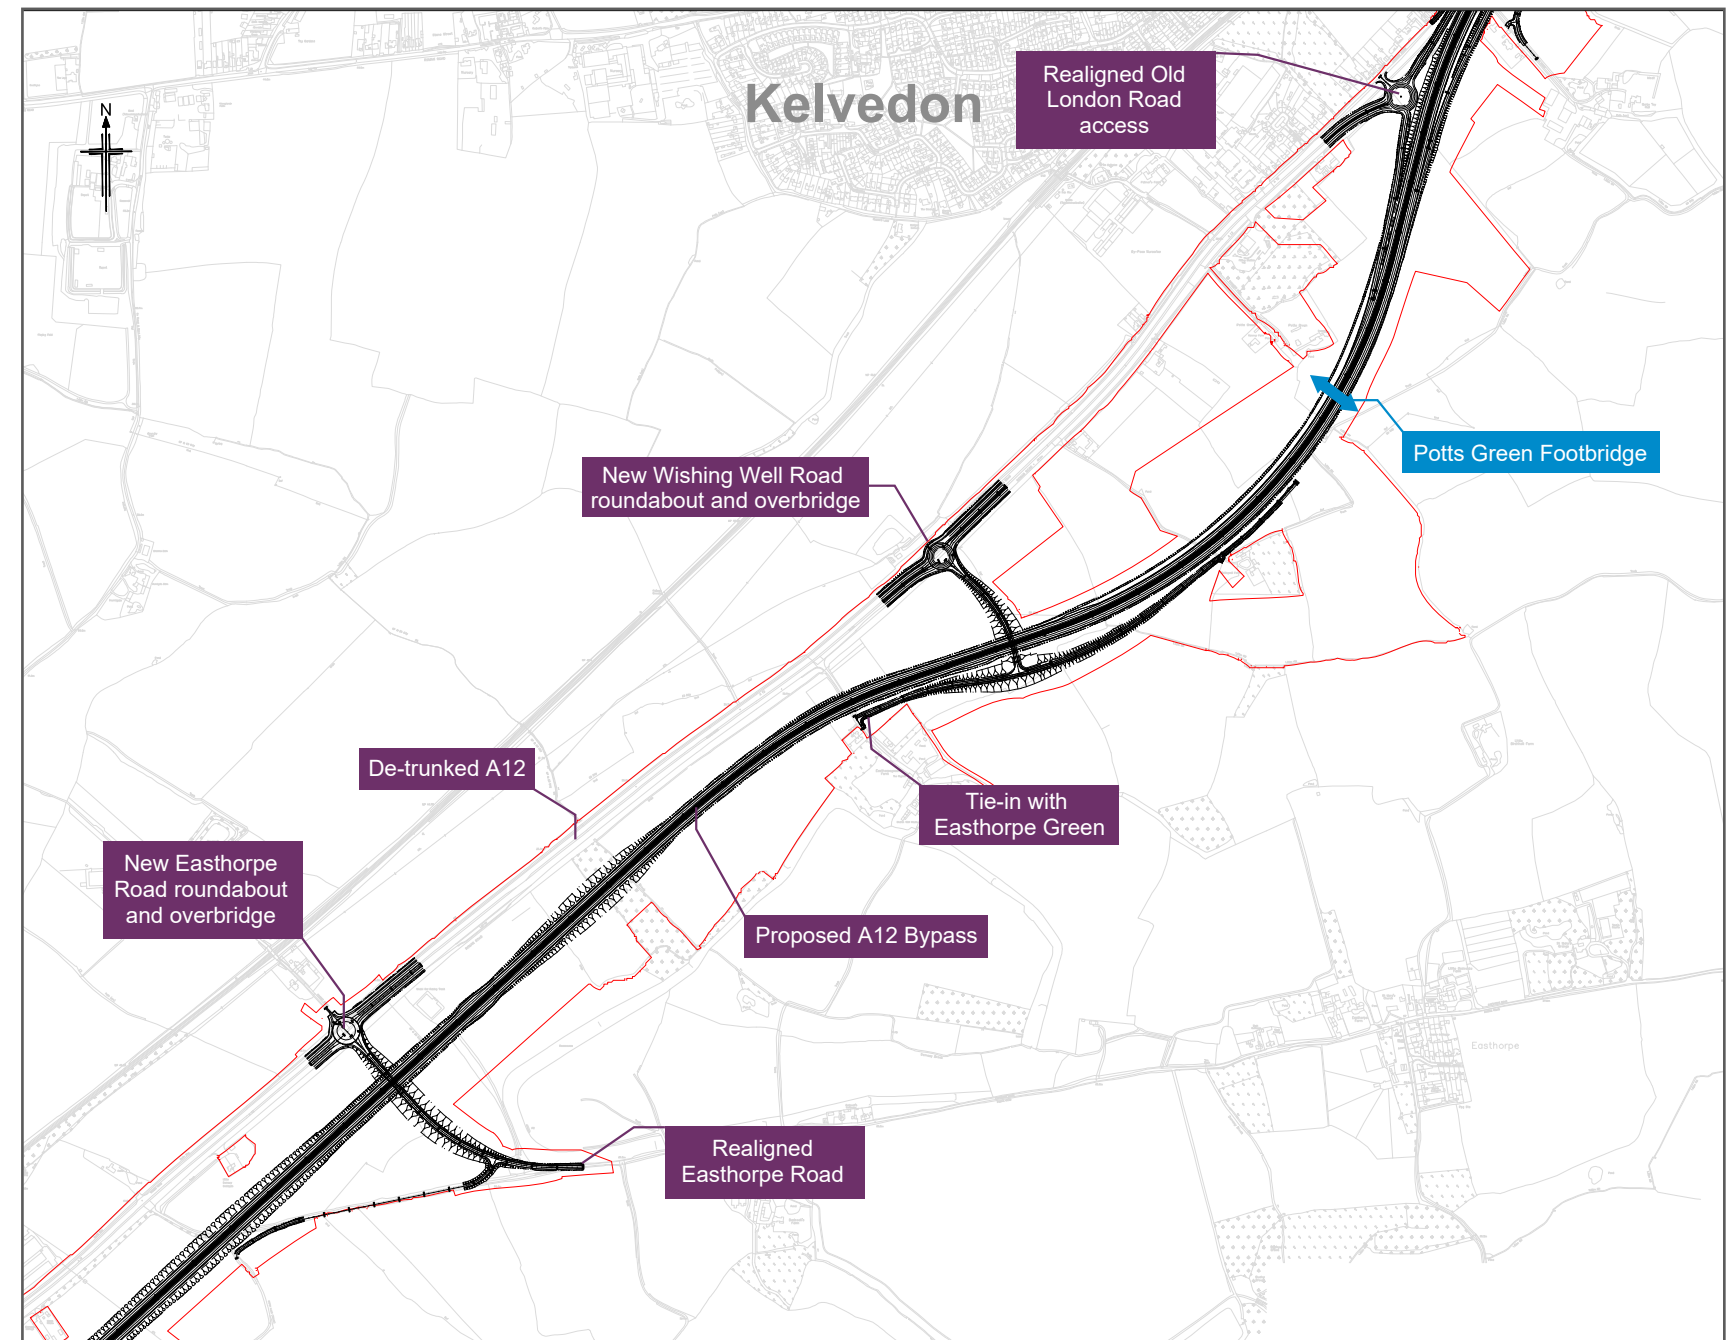 N
Kelvedon
Realigned Old
London Road
access
Potts Green Footbridge
New Wishing Well Road
roundabout and overbridge
De-trunked A12
Tie-in with
Easthorpe Green
New Easthorpe
Road roundabout
and overbridge
Proposed A12 Bypass
Easthorpe
Realigned
Easthorpe Road